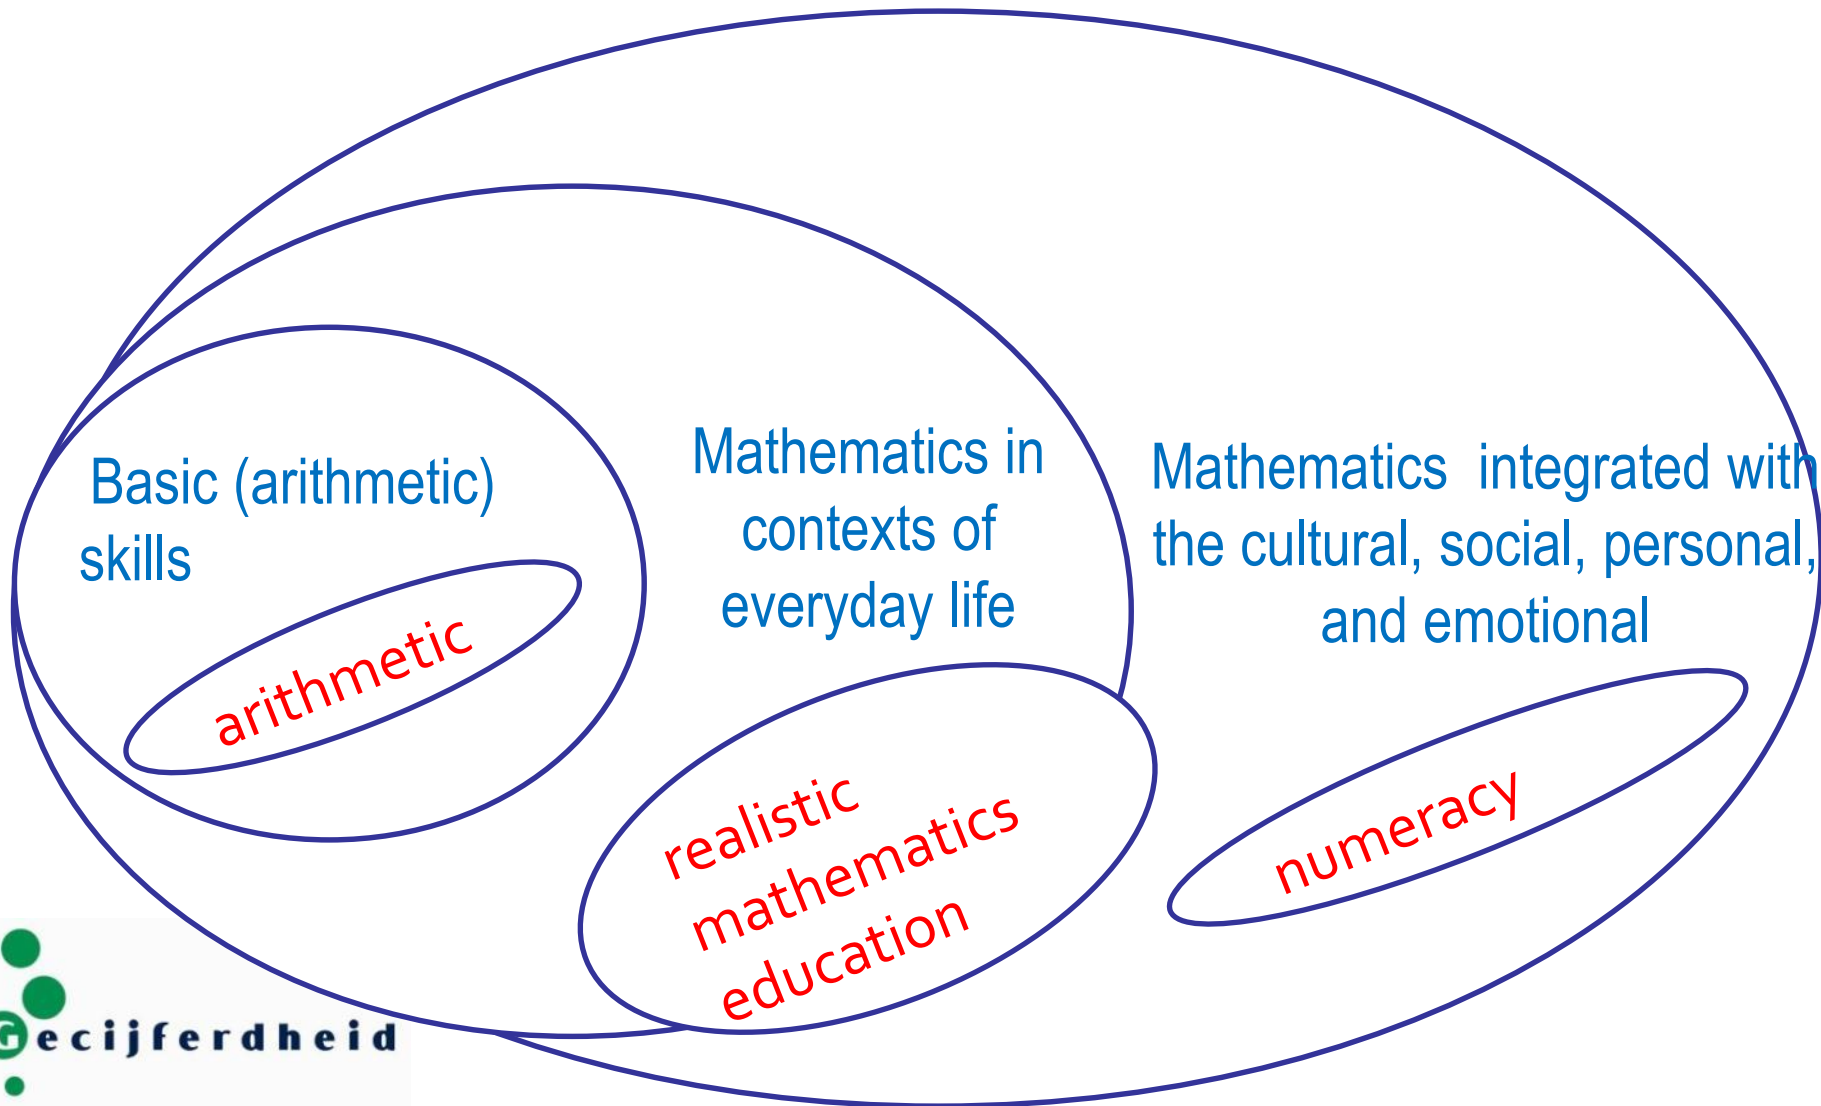 Basic (arithmetic)
skills
arithmetic
Mathematics in
contexts of
everyday life
realistic
mathematics
education
Mathematics integrated with
the cultural, social, personal,
and emotional
numeracy
Gecijferdheid